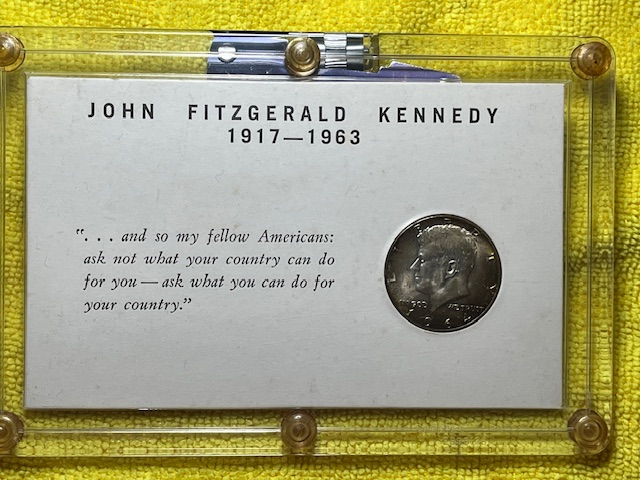 JOHN FITZGERALD KENNEDY
1917—1963
". . . and so my fellow Americans:
ask not what your country can do
for you — ask what you can do for
your country."